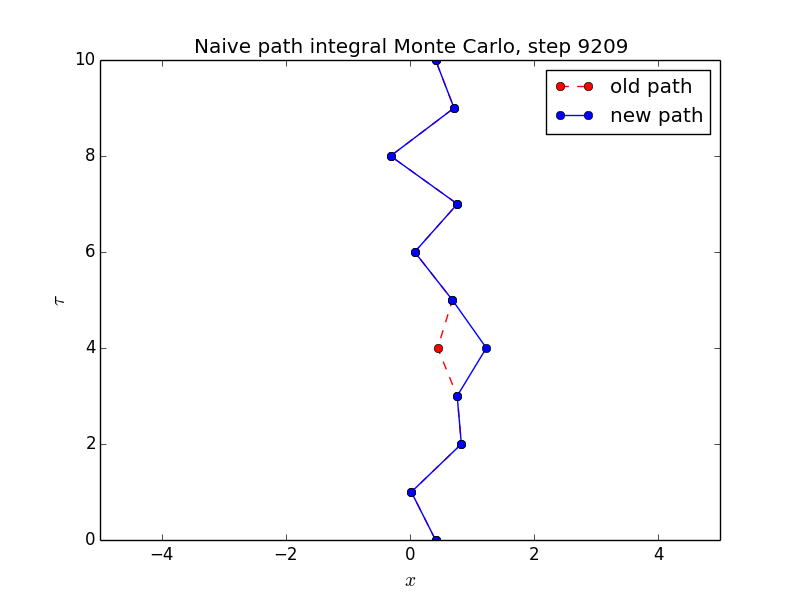 Naive path integral Monte Carlo, step 9209
10
8
6
4
2
0
τ
old path
new path
−4 −2 0 2 4
x